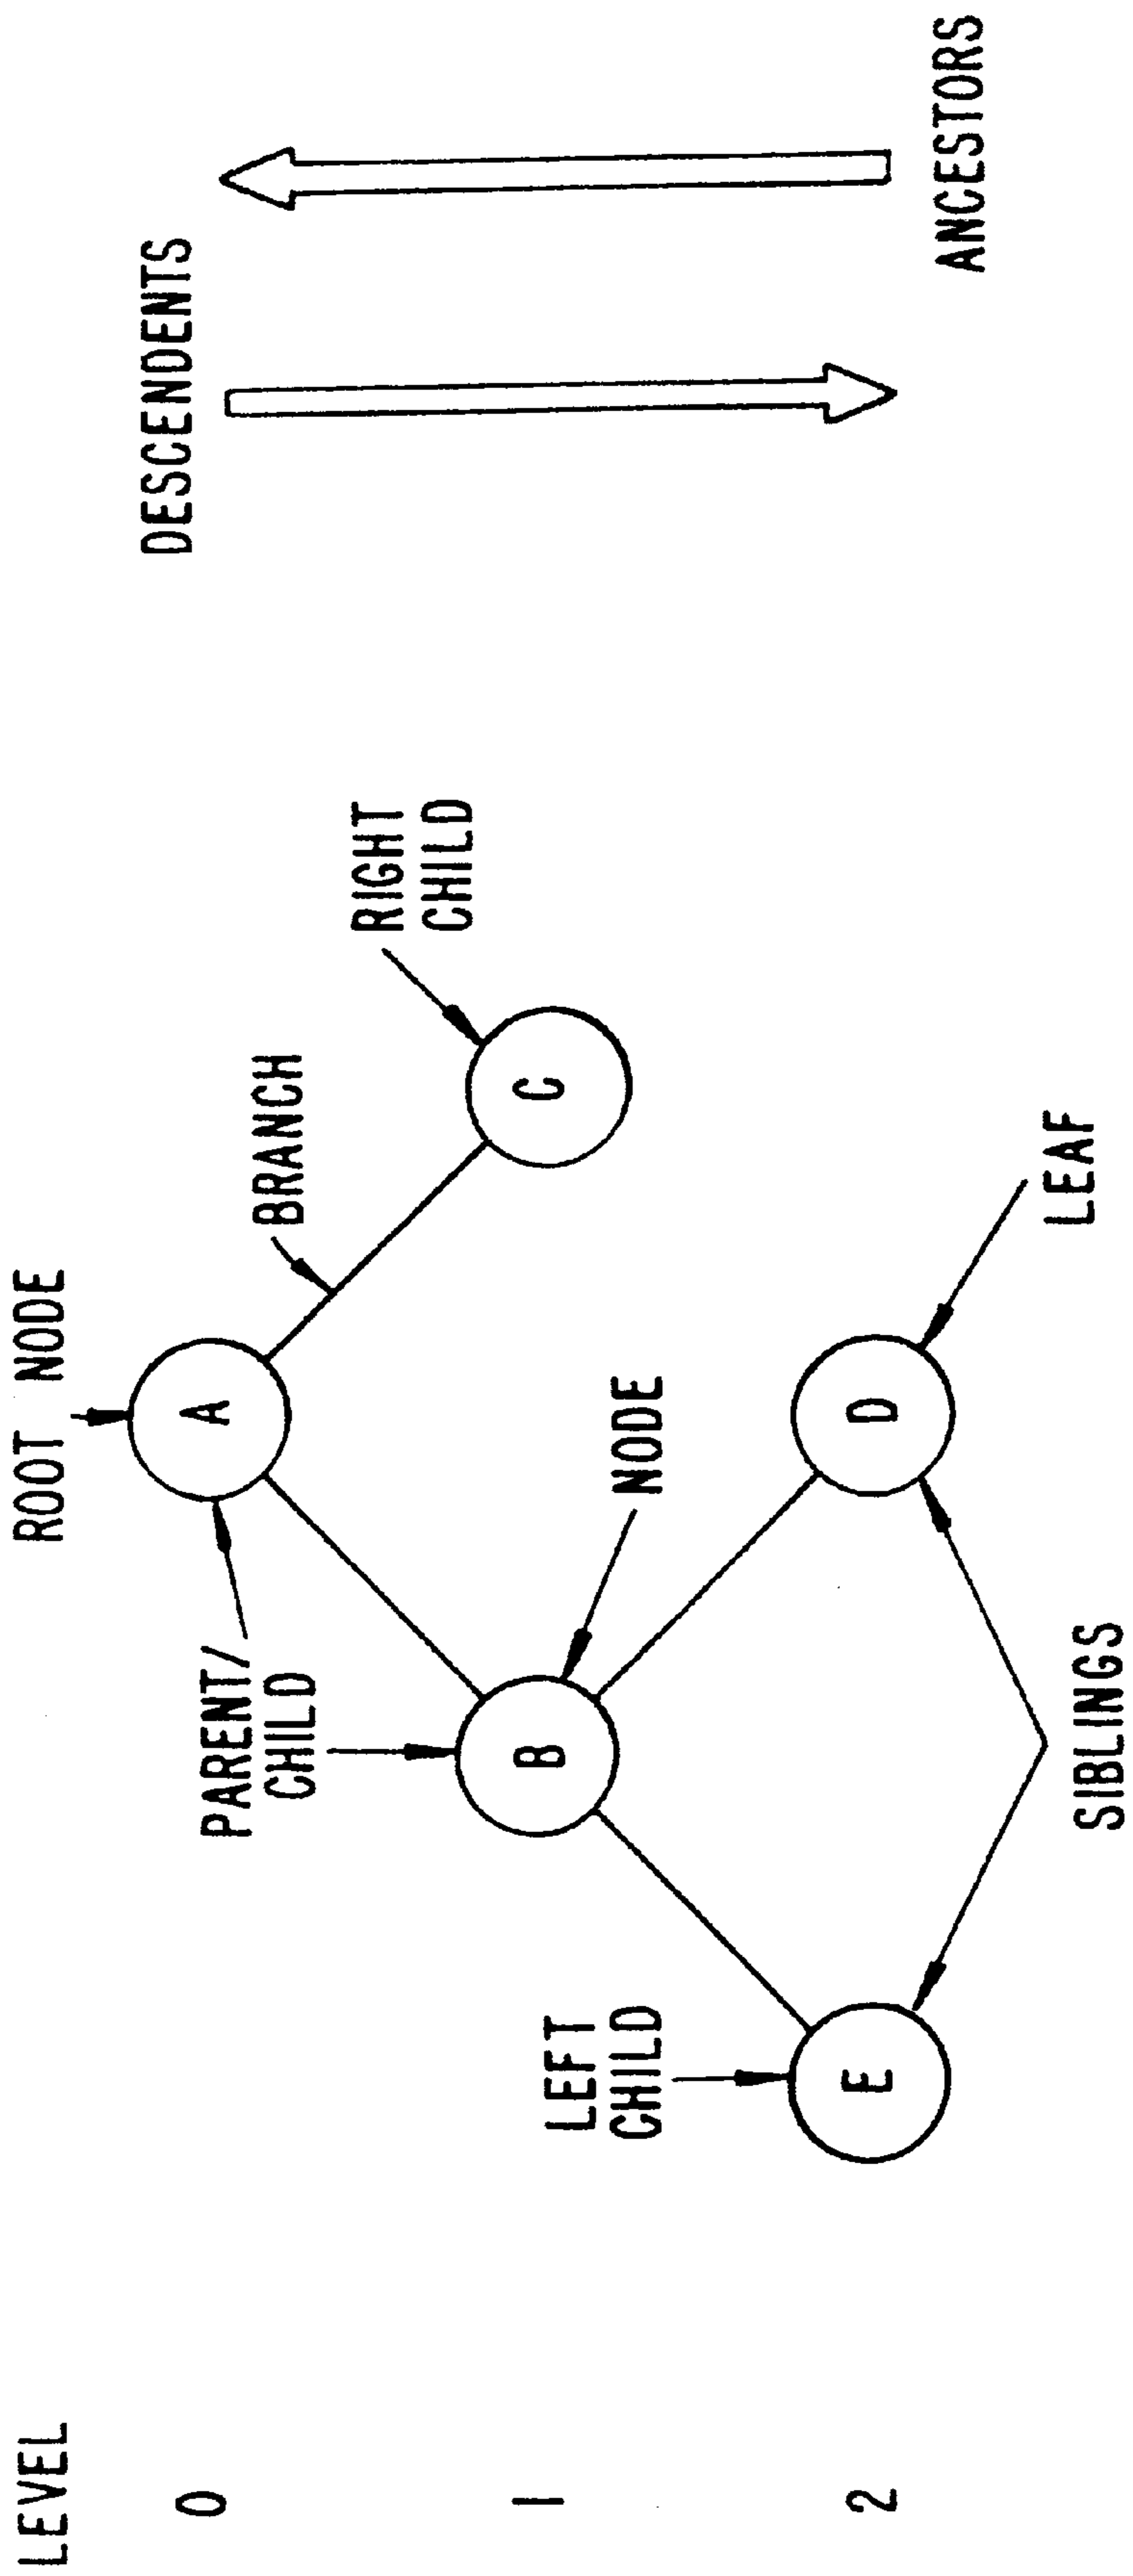 LEVEL
0
1
2
ROOT NODE
A
PARENT/
CHILD
BRANCH
RIGHT
CHILD
B
C
NODE
LEFT
CHILD
E
D
LEAF
SIBLINGS
DESCENDENTS
ANCESTORS